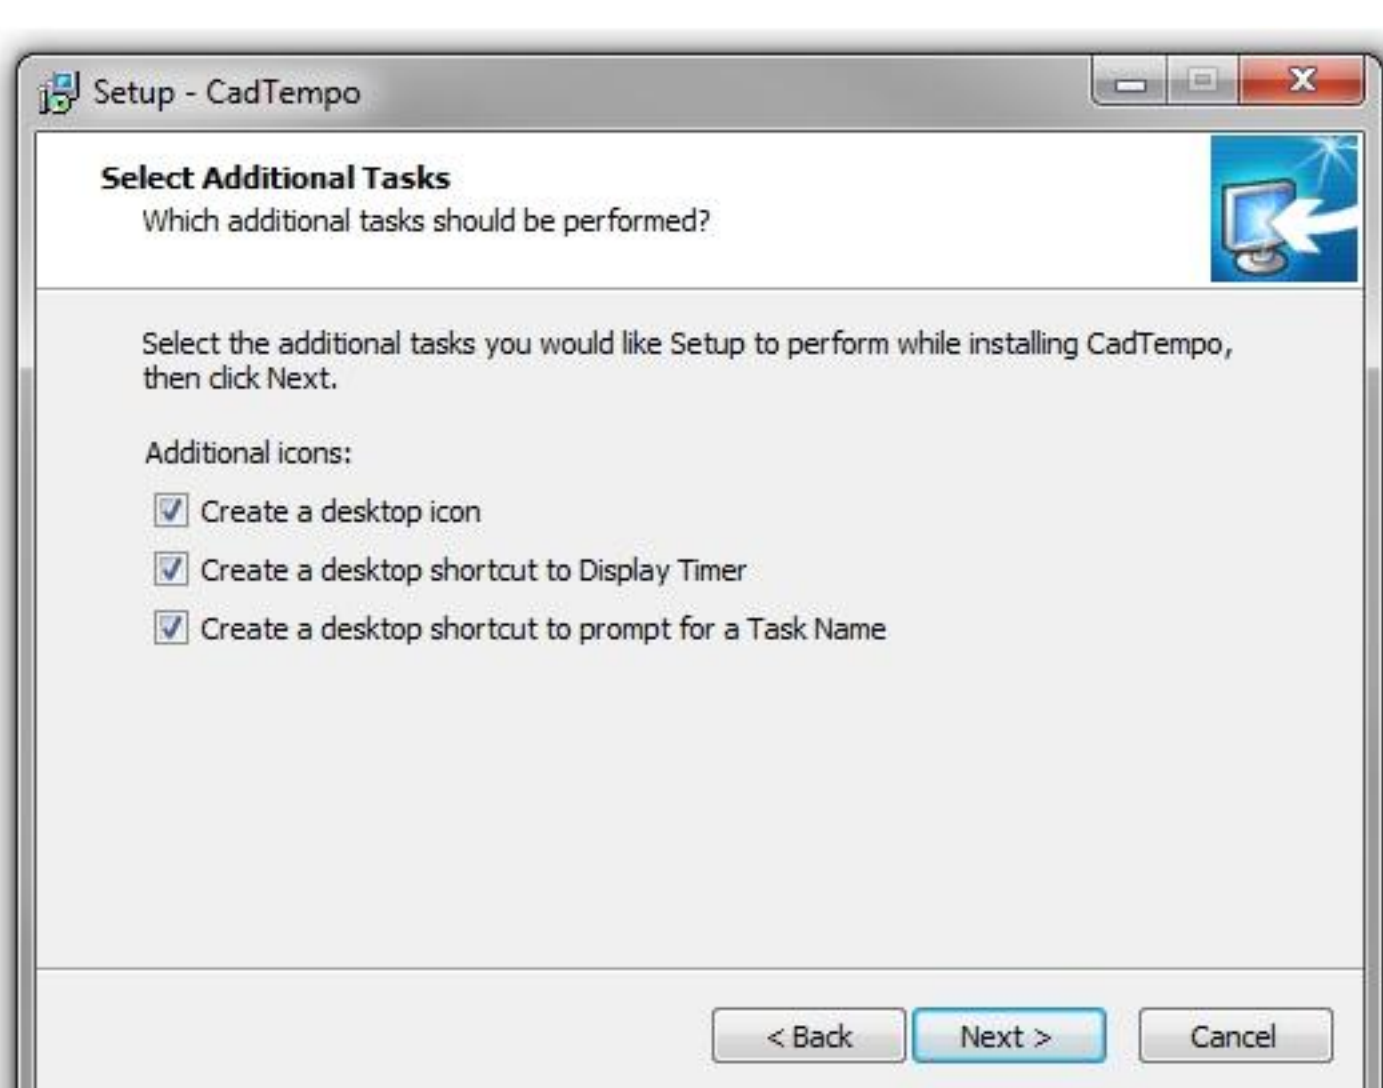 Setup - CadTempo
Select Additional Tasks
Which additional tasks should be performed?
Select the additional tasks you would like Setup to perform while installing CadTempo,
then click Next.
Additional icons:
Create a desktop icon
Create a desktop shortcut to Display Timer
Create a desktop shortcut to prompt for a Task Name
< Back Next > Cancel